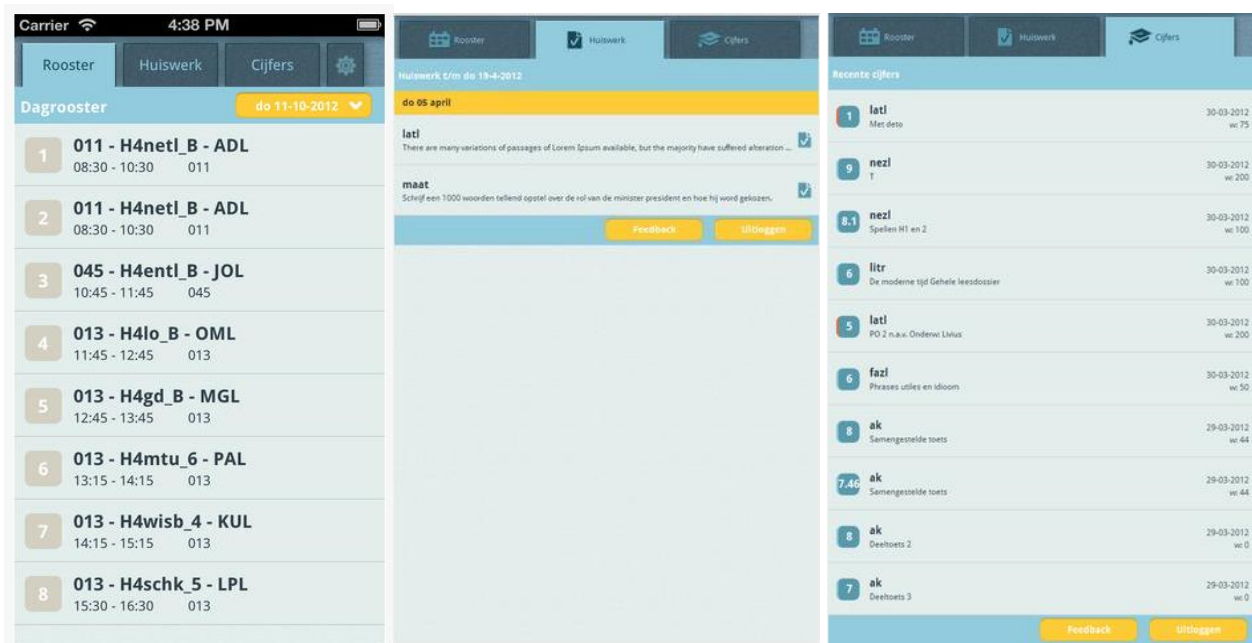 Carrier 4:38 PM
Rooster Huiswerk Cijfers
Dagrooster do 11-10-2012
1 011 - H4netl_B - ADL
08:30 - 10:30 011
2 011 - H4netl_B - ADL
08:30 - 10:30 011
3 045 - H4entl_B - JOL
10:45 - 11:45 045
4 013 - H4lo_B - OML
11:45 - 12:45 013
5 013 - H4gd_B - MGL
12:45 - 13:45 013
6 013 - H4mtu_6 - PAL
13:15 - 14:15 013
7 013 - H4wisb_4 - KUL
14:15 - 15:15 013
8 013 - H4schk_5 - LPL
15:30 - 16:30 013
Rooster Huiswerk Cijfers
Huiswerk t/m do 19-4-2012
do 05 april
latl
There are many variations of passages of Lorem Ipsum available, but the majority have suffered alteration ...
maat
Schrijf een 1000 woorden tellend opstel over de rol van de minister president en hoe hij word gekozen.
Feedback Uitloggen
Rooster Huiswerk Cijfers
Recente cijfers
1 latl 30-03-2012
Met deto w: 75
9 nezl 30-03-2012
T w: 200
8.1 nezl 30-03-2012
Spellen H1 en 2 w: 100
6 litr 30-03-2012
De moderne tijd Gehele leesdossier w: 100
5 latl 30-03-2012
PO 2 n.a.v. Onderw: Livius w: 200
6 fazl 30-03-2012
Phrases utiles en idioom w: 50
8 ak 29-03-2012
Samengestelde toets w: 44
7.46 ak 29-03-2012
Samengestelde toets w: 44
8 ak 29-03-2012
Deeltoets 2 w: 0
7 ak 29-03-2012
Deeltoets 3 w: 0
Feedback Uitloggen